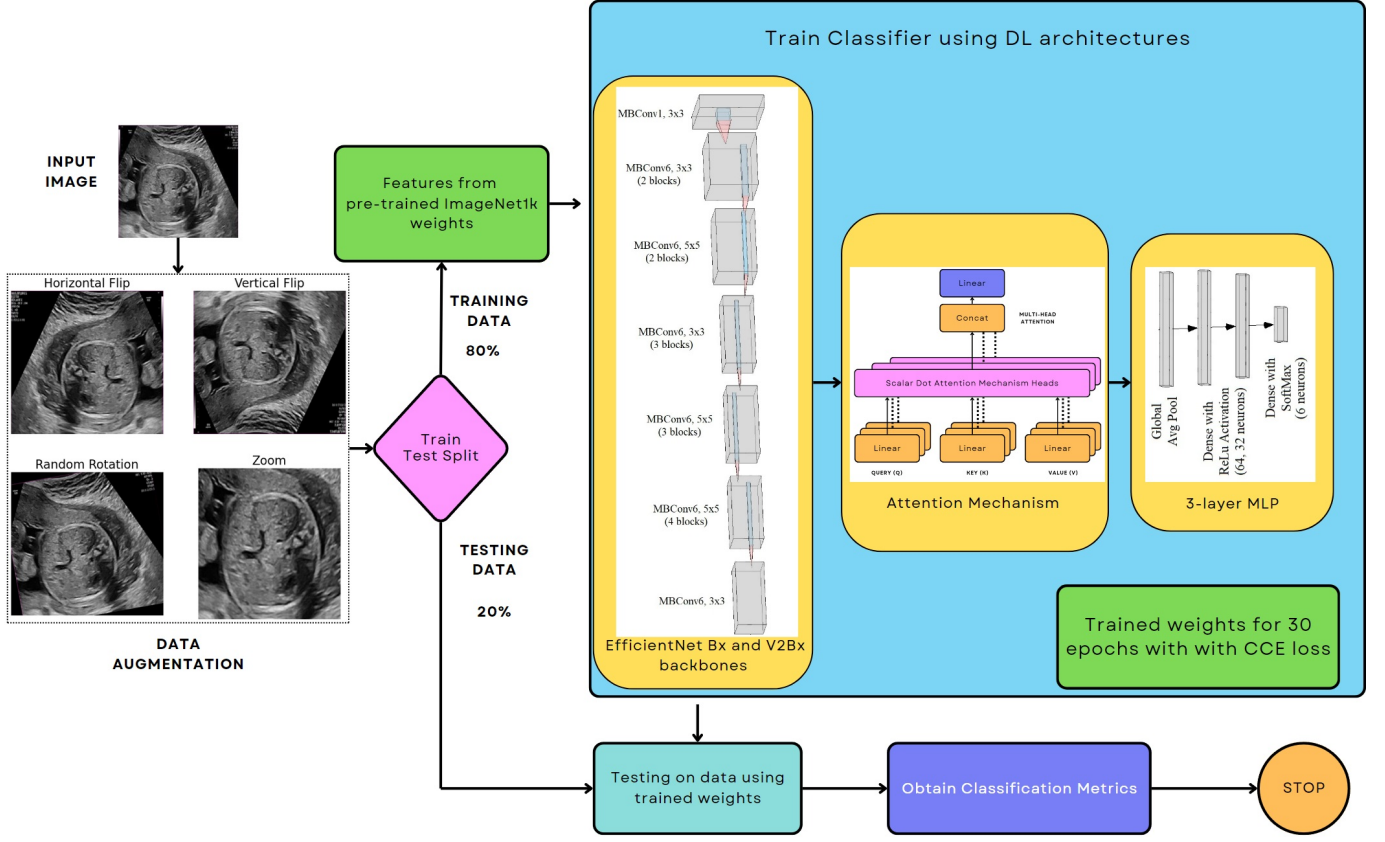 Train Classifier using DL architectures
INPUT
IMAGE
Horizontal Flip
Vertical Flip
Random Rotation
Zoom
DATA
AUGMENTATION
Features from
pre-trained ImageNet1k
weights
TRAINING
DATA
80%
Train
Test Split
TESTING
DATA
20%
MBConv1, 3x3
MBConv6, 3x3
(2 blocks)
MBConv6, 5x5
(2 blocks)
MBConv6, 3x3
(3 blocks)
MBConv6, 5x5
(3 blocks)
MBConv6, 5x5
(4 blocks)
MBConv6, 3x3
EfficientNet Bx and V2Bx
backbones
Linear
Concat
MULTI-HEAD
ATTENTION
Scalar Dot Attention Mechanism Heads
Linear
Linear
Linear
QUERY (Q)
KEY (K)
VALUE (V)
Attention Mechanism
Global
Avg Pool
Dense with
ReLu Activation
(64, 32 neurons)
Dense with
SoftMax
(6 neurons)
3-layer MLP
Trained weights for 30
epochs with with CCE loss
Testing on data using
trained weights
Obtain Classification Metrics
STOP